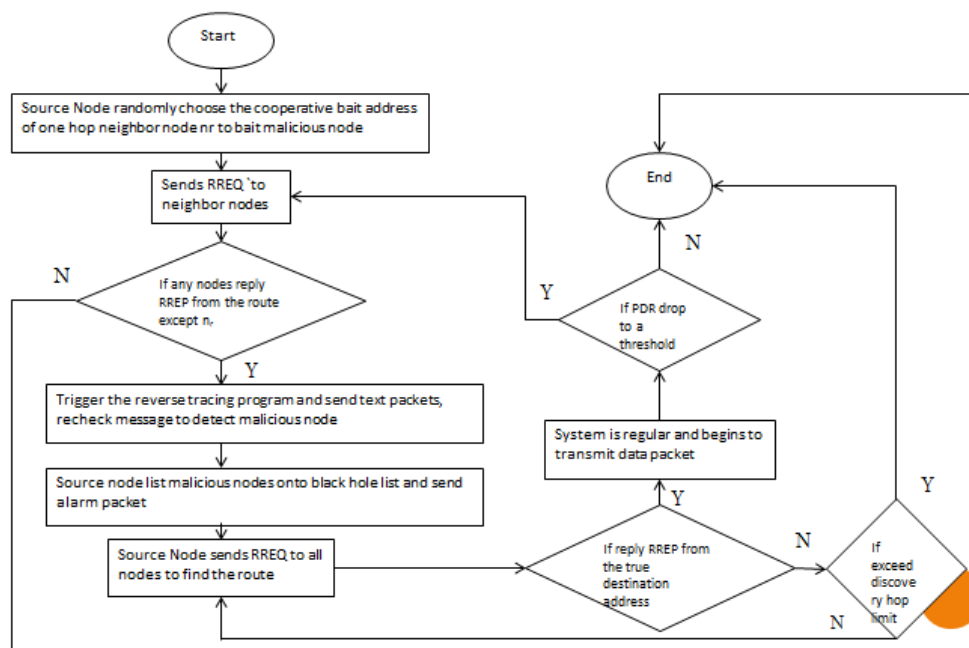 Start
Source Node randomly choose the cooperative bait address
of one hop neighbor node nr to bait malicious node
Sends RREQ `to
neighbor nodes
N
If any nodes reply
RREP from the route
except nᵣ
Y
Trigger the reverse tracing program and send text packets,
recheck message to detect malicious node
Source node list malicious nodes onto black hole list and send
alarm packet
Source Node sends RREQ to all
nodes to find the route
End
N
Y
If PDR drop
to a
threshold
System is regular and begins to
transmit data packet
Y
If reply RREP from
the true
destination
address
N
Y
If
exceed
discove
ry hop
limit
N